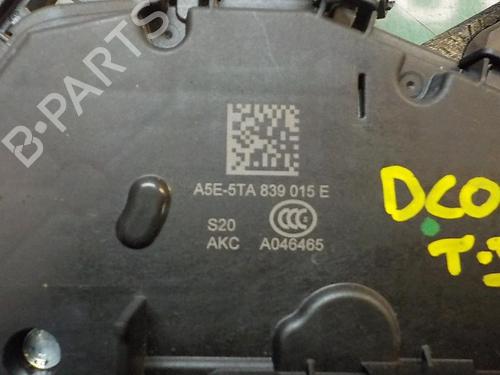 B-PARTS
A5E-5TA 839 015 E
S20
CCC
AKC A046465
DCO
T.